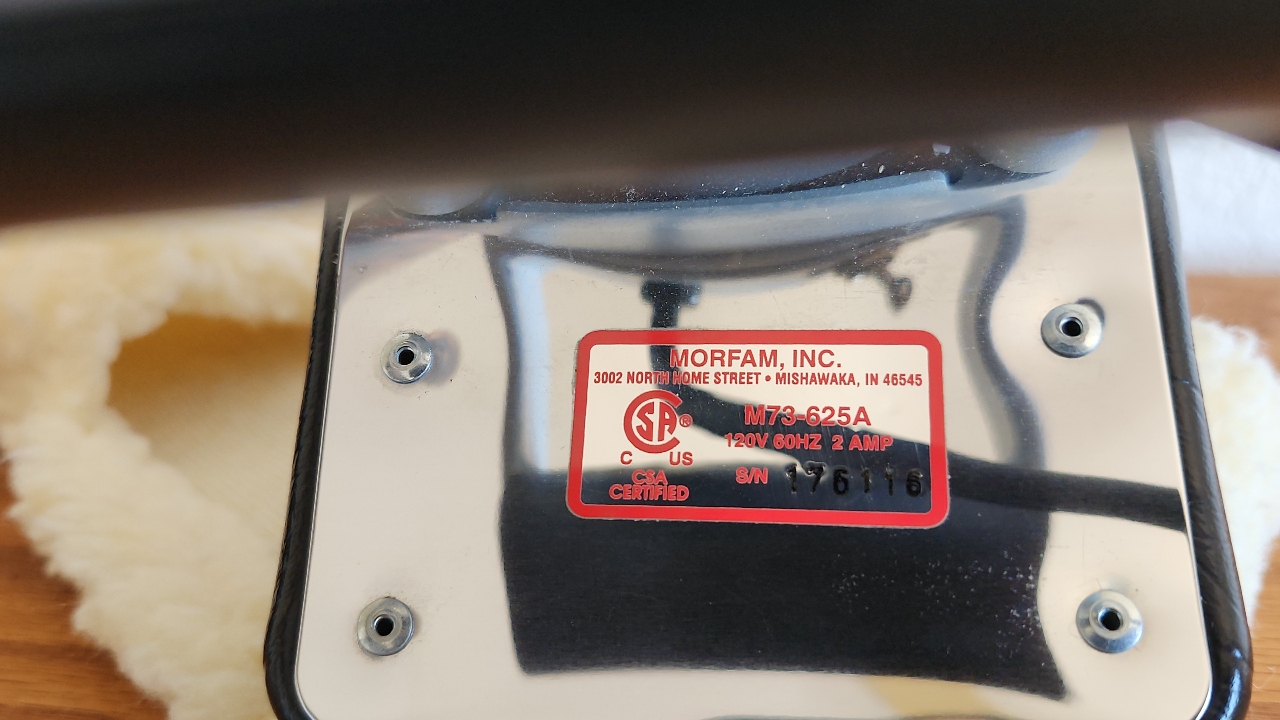 MORFAM, INC.
3002 NORTH HOME STREET • MISHAWAKA, IN 46545
CSA®
C US
CSA
CERTIFIED
M73-625A
120V 60HZ 2 AMP
S/N 176116